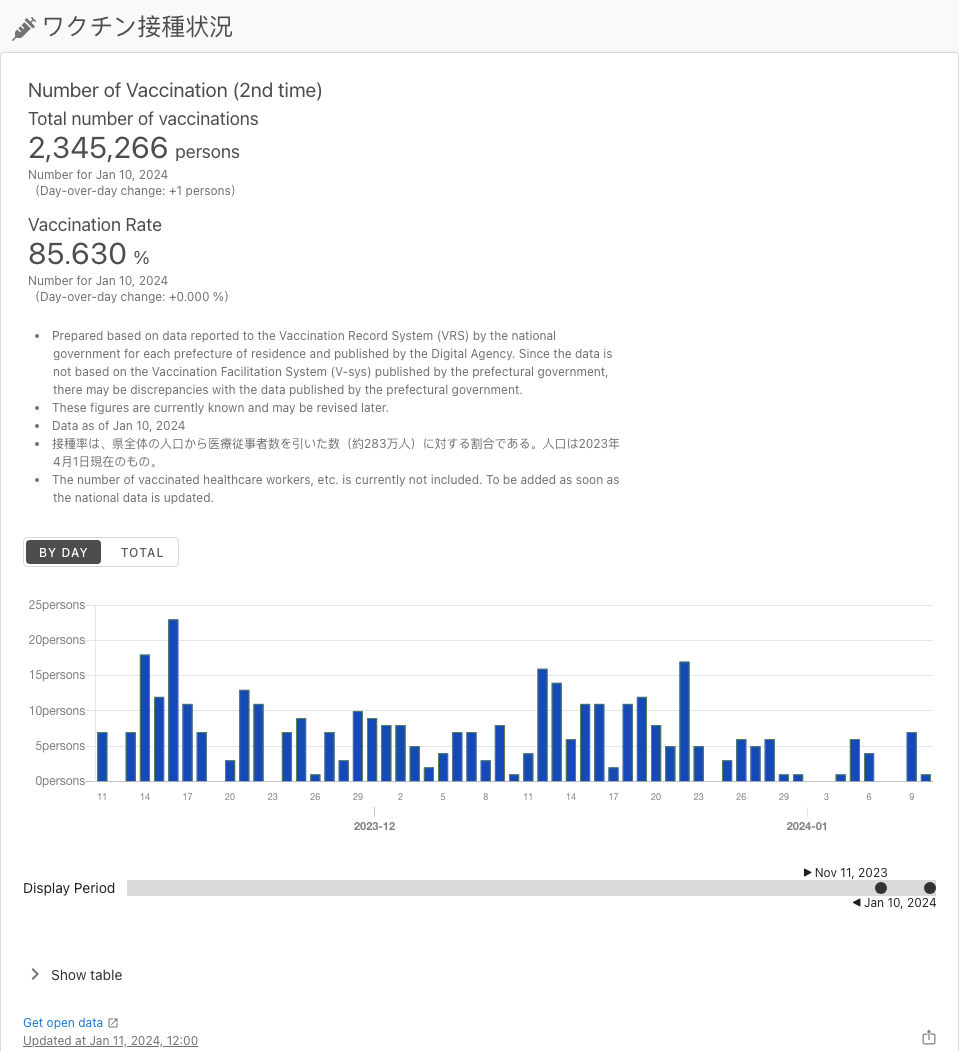 ワクチン接種状況
Number of Vaccination (2nd time)
Total number of vaccinations
2,345,266 persons
Number for Jan 10, 2024
(Day-over-day change: +1 persons)
Vaccination Rate
85.630 %
Number for Jan 10, 2024
(Day-over-day change: +0.000 %)
• Prepared based on data reported to the Vaccination Record System (VRS) by the national
government for each prefecture of residence and published by the Digital Agency. Since the data is
not based on the Vaccination Facilitation System (V-sys) published by the prefectural government,
there may be discrepancies with the data published by the prefectural government.
• These figures are currently known and may be revised later.
• Data as of Jan 10, 2024
• 接種率は、県全体の人口から医療従事者数を引いた数（約283万人）に対する割合である。人口は2023年
4月1日現在のもの。
• The number of vaccinated healthcare workers, etc. is currently not included. To be added as soon as
the national data is updated.
BY DAY TOTAL
25persons
20persons
15persons
10persons
5persons
0persons
11 14 17 20 23 26 29 2 5 8 11 14 17 20 23 26 29 3 6 9
2023-12 2024-01
▶ Nov 11, 2023
Display Period
◀ Jan 10, 2024
Show table
Get open data
Updated at Jan 11, 2024, 12:00